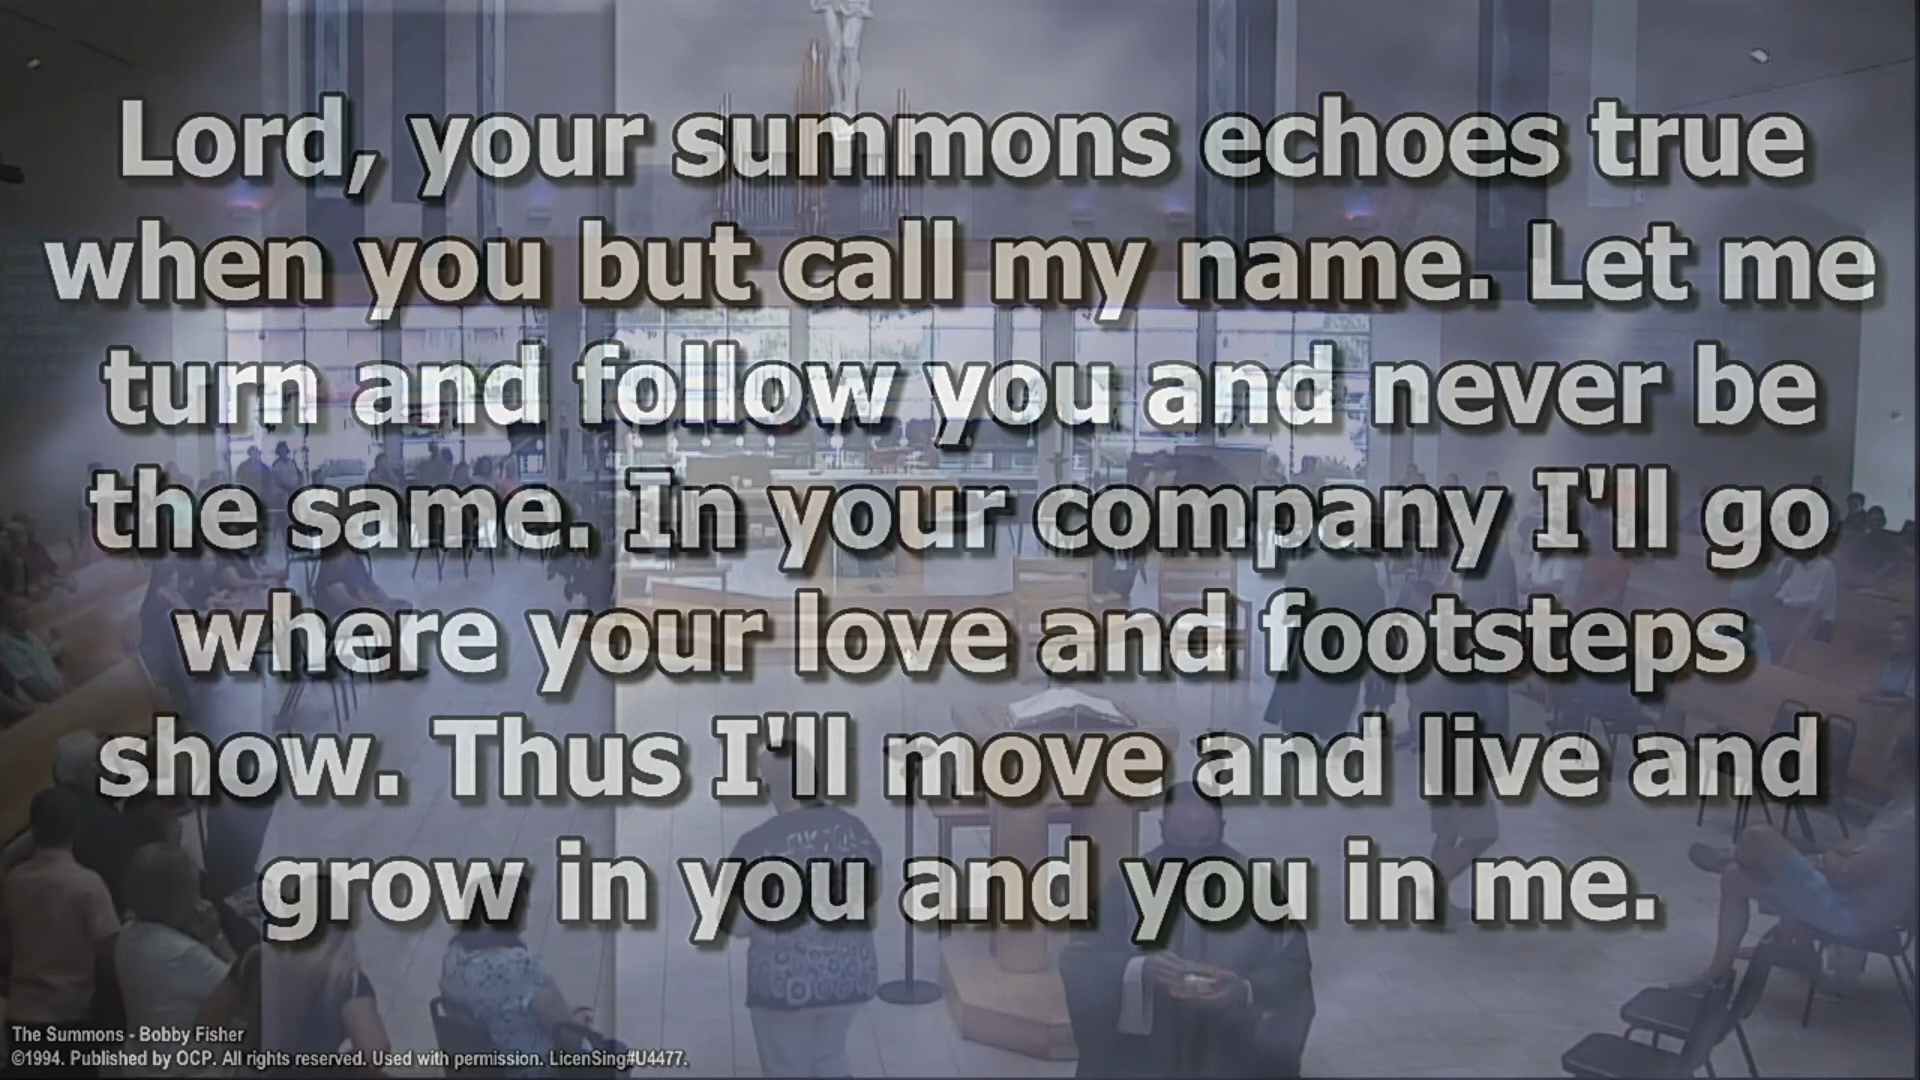 Lord, your summons echoes true
when you but call my name. Let me
turn and follow you and never be
the same. In your company I'll go
where your love and footsteps
show. Thus I'll move and live and
grow in you and you in me.
The Summons - Bobby Fisher
©1994. Published by OCP. All rights reserved. Used with permission. LicenSing#U4477.